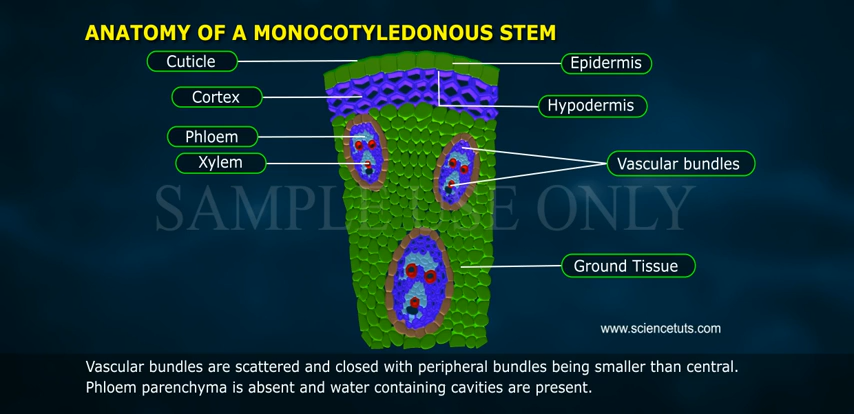 ANATOMY OF A MONOCOTYLEDONOUS STEM
Cuticle
Epidermis
Cortex
Hypodermis
Phloem
Xylem
Vascular bundles
SAMPLE USE ONLY
Ground Tissue
www.sciencetuts.com
Vascular bundles are scattered and closed with peripheral bundles being smaller than central.
Phloem parenchyma is absent and water containing cavities are present.